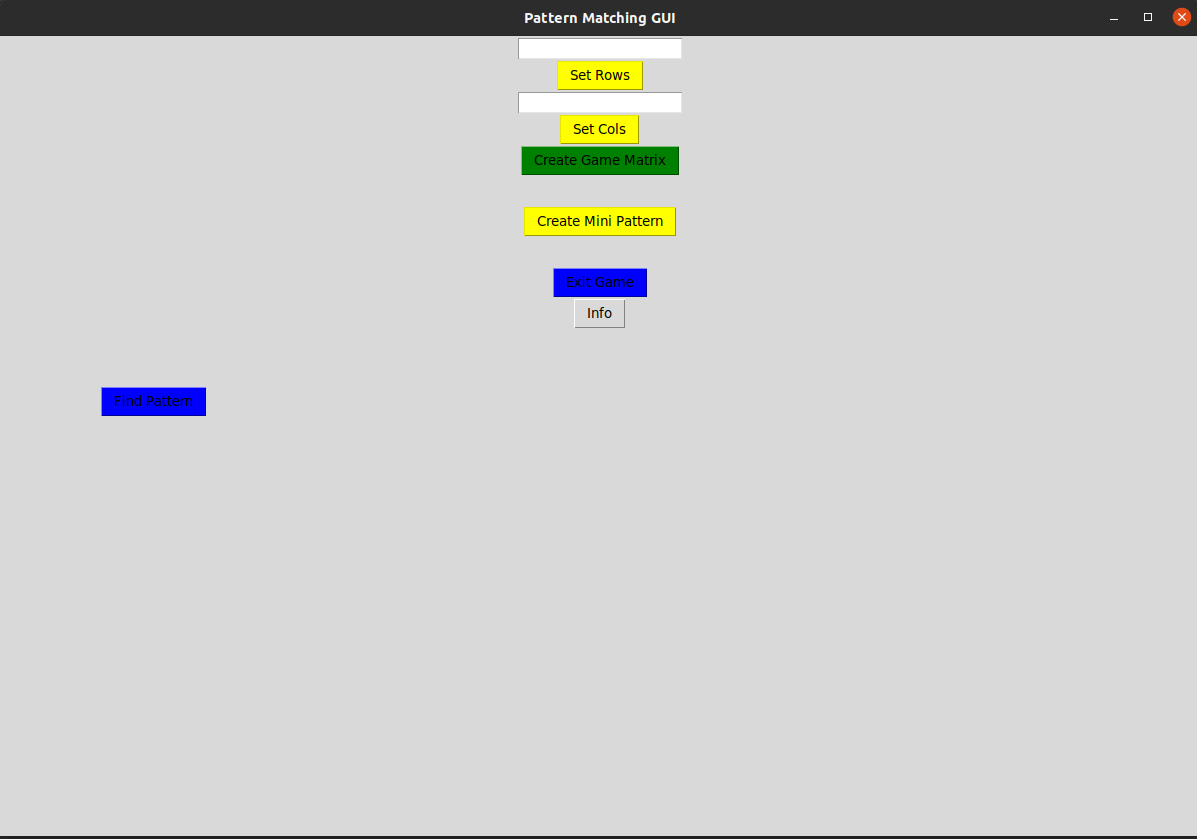 Pattern Matching GUI
Set Rows
Set Cols
Create Game Matrix
Create Mini Pattern
Exit Game
Info
Find Pattern